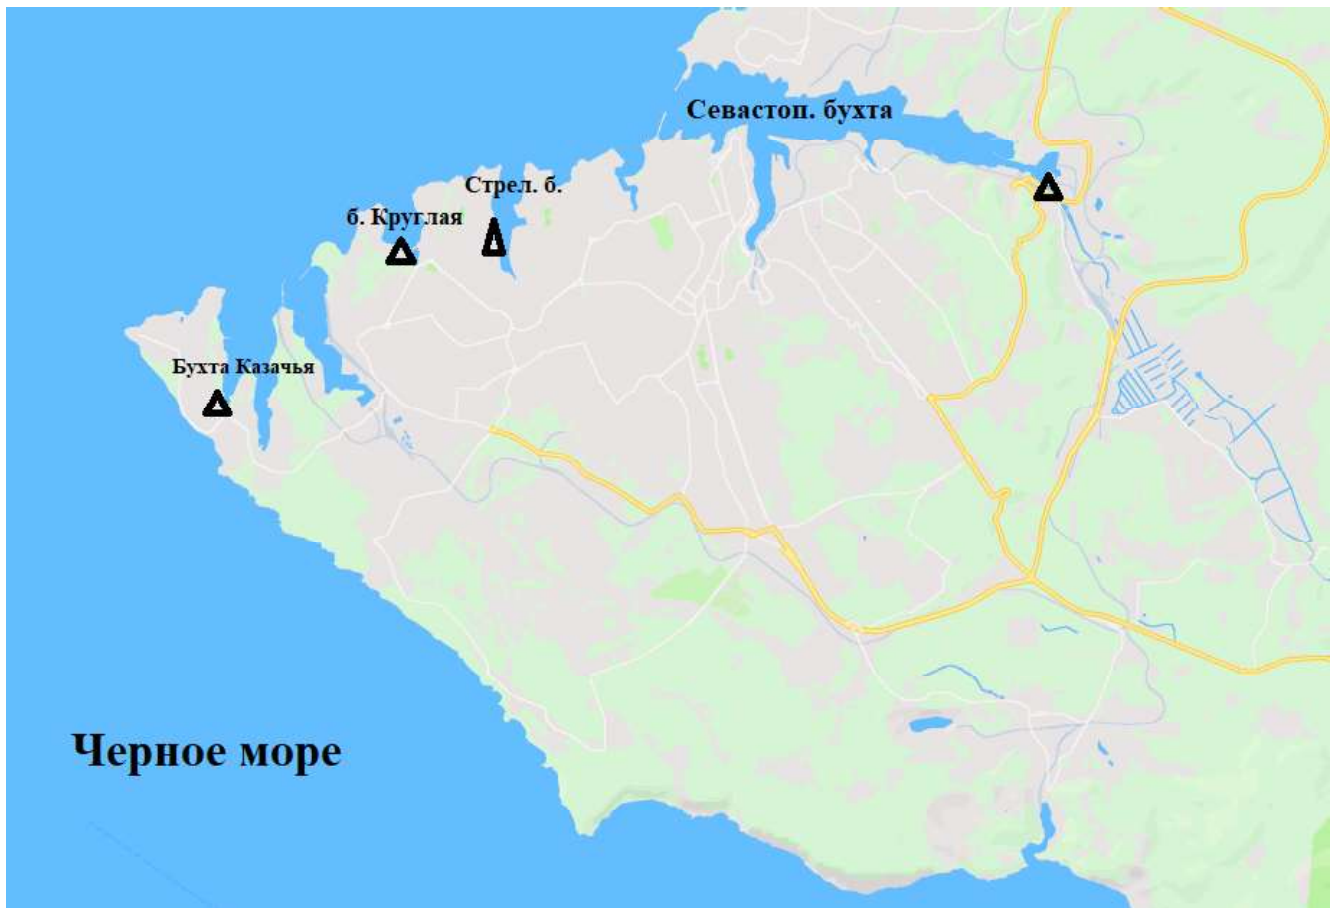 Севастоп. бухта
Стрел. б.
б. Круглая
Бухта Казачья
Черное море